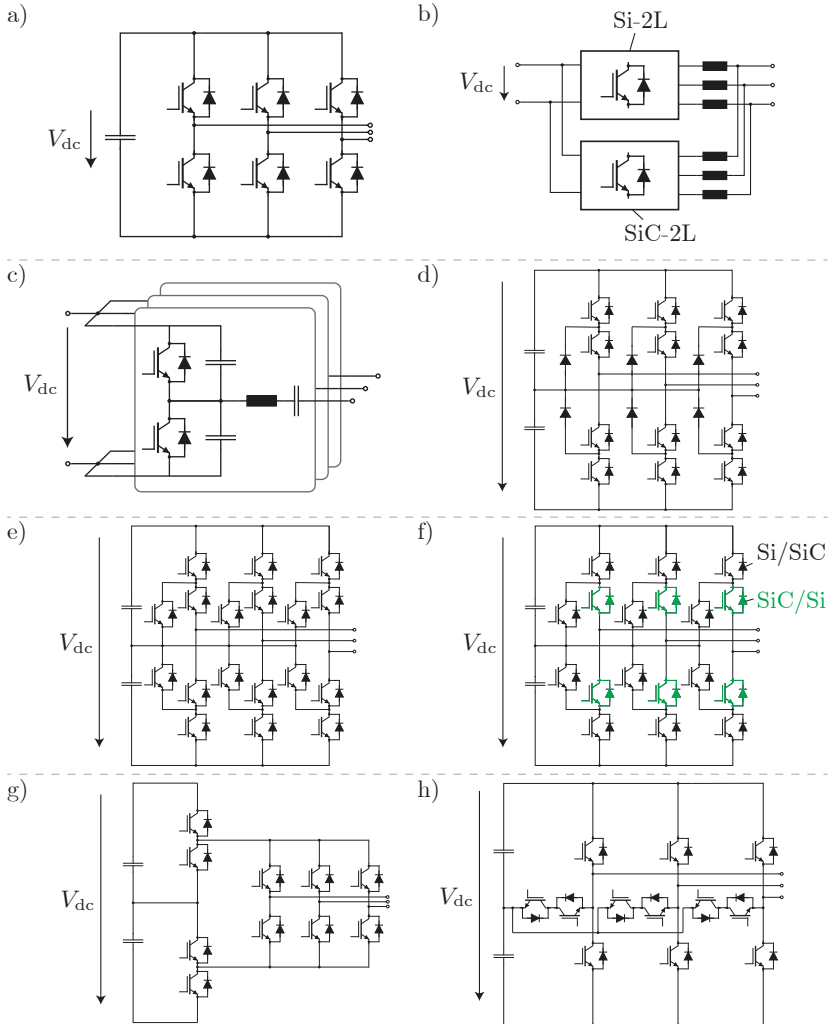 a)
V_dc
b)
Si-2L
V_dc
SiC-2L
c)
V_dc
d)
V_dc
e)
V_dc
f)
Si/SiC
SiC/Si
V_dc
g)
V_dc
h)
V_dc